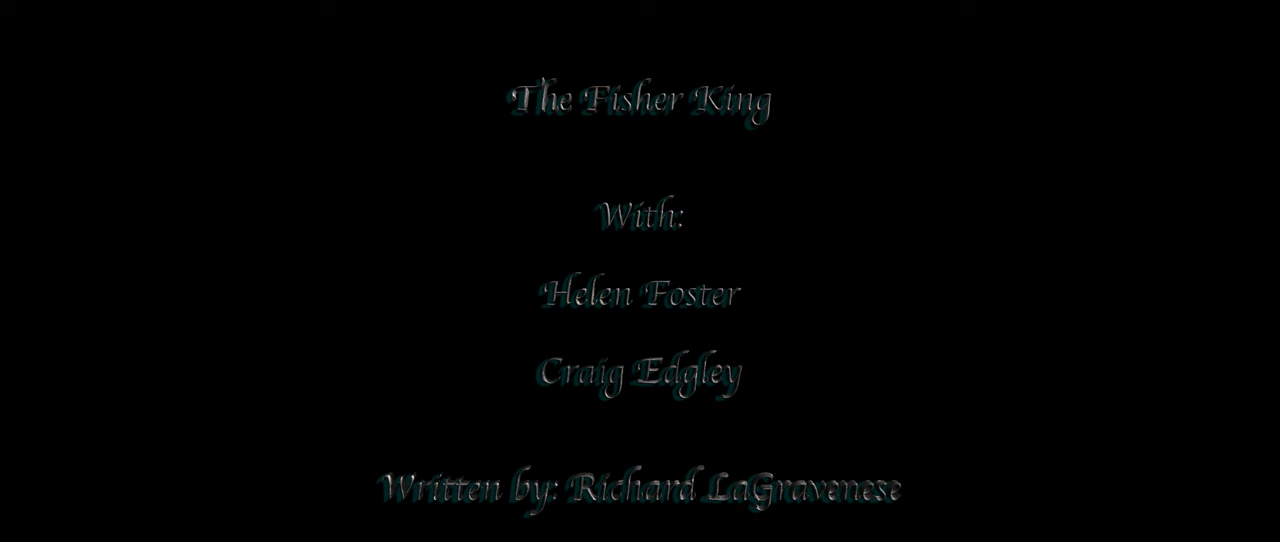 The Fisher King
With:
Helen Foster
Craig Edgley
Written by: Richard LaGravenese